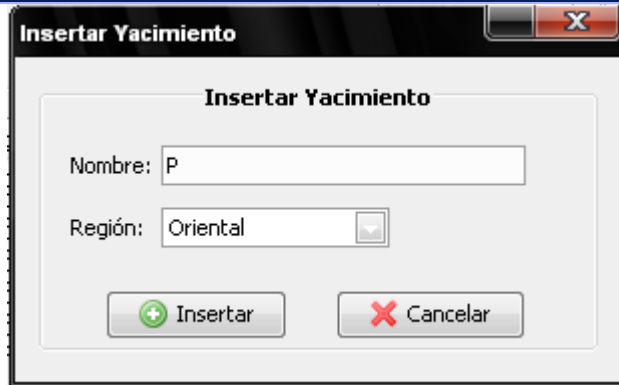 Insertar Yacimiento
Insertar Yacimiento
Nombre: P
Región: Oriental
Insertar Cancelar